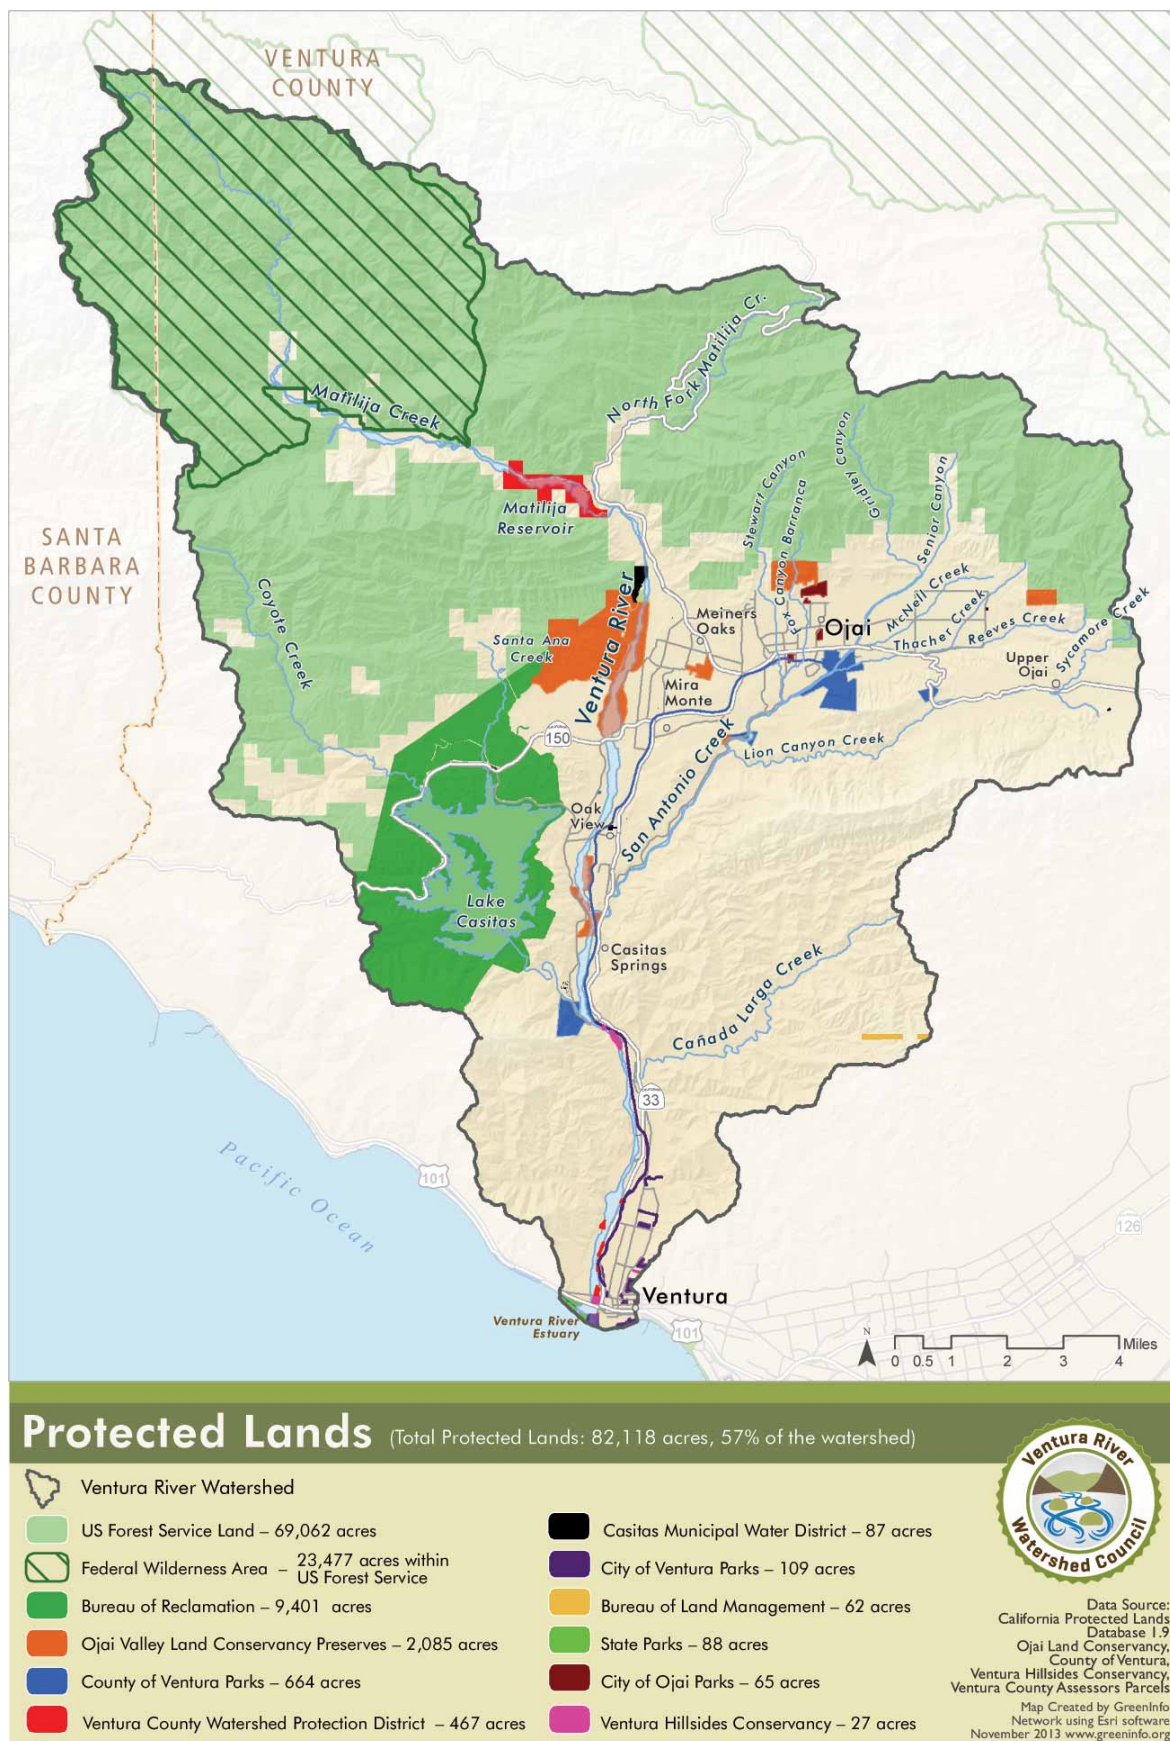 VENTURA
COUNTY
North Fork Matilija Cr.
Matilija Creek
Matilija
Reservoir
Stewart Canyon
Fox Canyon Barranca
Gridley Canyon
Senior Canyon
SANTA
BARBARA
COUNTY
Coyote Creek
Santa Ana
Creek
Ventura River
Meiners
Oaks
Ojai
McNell Creek
Thacher Creek
Reeves Creek
Sycamore Creek
Upper
Ojai
Mira
Monte
150
San Antonio Creek
Lion Canyon Creek
Oak
View
Lake
Casitas
Casitas
Springs
Cañada Larga Creek
33
Pacific Ocean
101
126
Ventura
Ventura River
Estuary
101
N
0 0.5 1 2 3 4 Miles
Protected Lands (Total Protected Lands: 82,118 acres, 57% of the watershed)
Ventura River Watershed
US Forest Service Land – 69,062 acres
Federal Wilderness Area – 23,477 acres within
US Forest Service
Bureau of Reclamation – 9,401 acres
Ojai Valley Land Conservancy Preserves – 2,085 acres
County of Ventura Parks – 664 acres
Ventura County Watershed Protection District – 467 acres
Casitas Municipal Water District – 87 acres
City of Ventura Parks – 109 acres
Bureau of Land Management – 62 acres
State Parks – 88 acres
City of Ojai Parks – 65 acres
Ventura Hillsides Conservancy – 27 acres
Ventura River
Watershed Council
Data Source:
California Protected Lands
Database 1.9
Ojai Land Conservancy,
County of Ventura,
Ventura Hillsides Conservancy,
Ventura County Assessors Parcels
Map Created by GreenInfo
Network using Esri software
November 2013 www.greeninfo.org